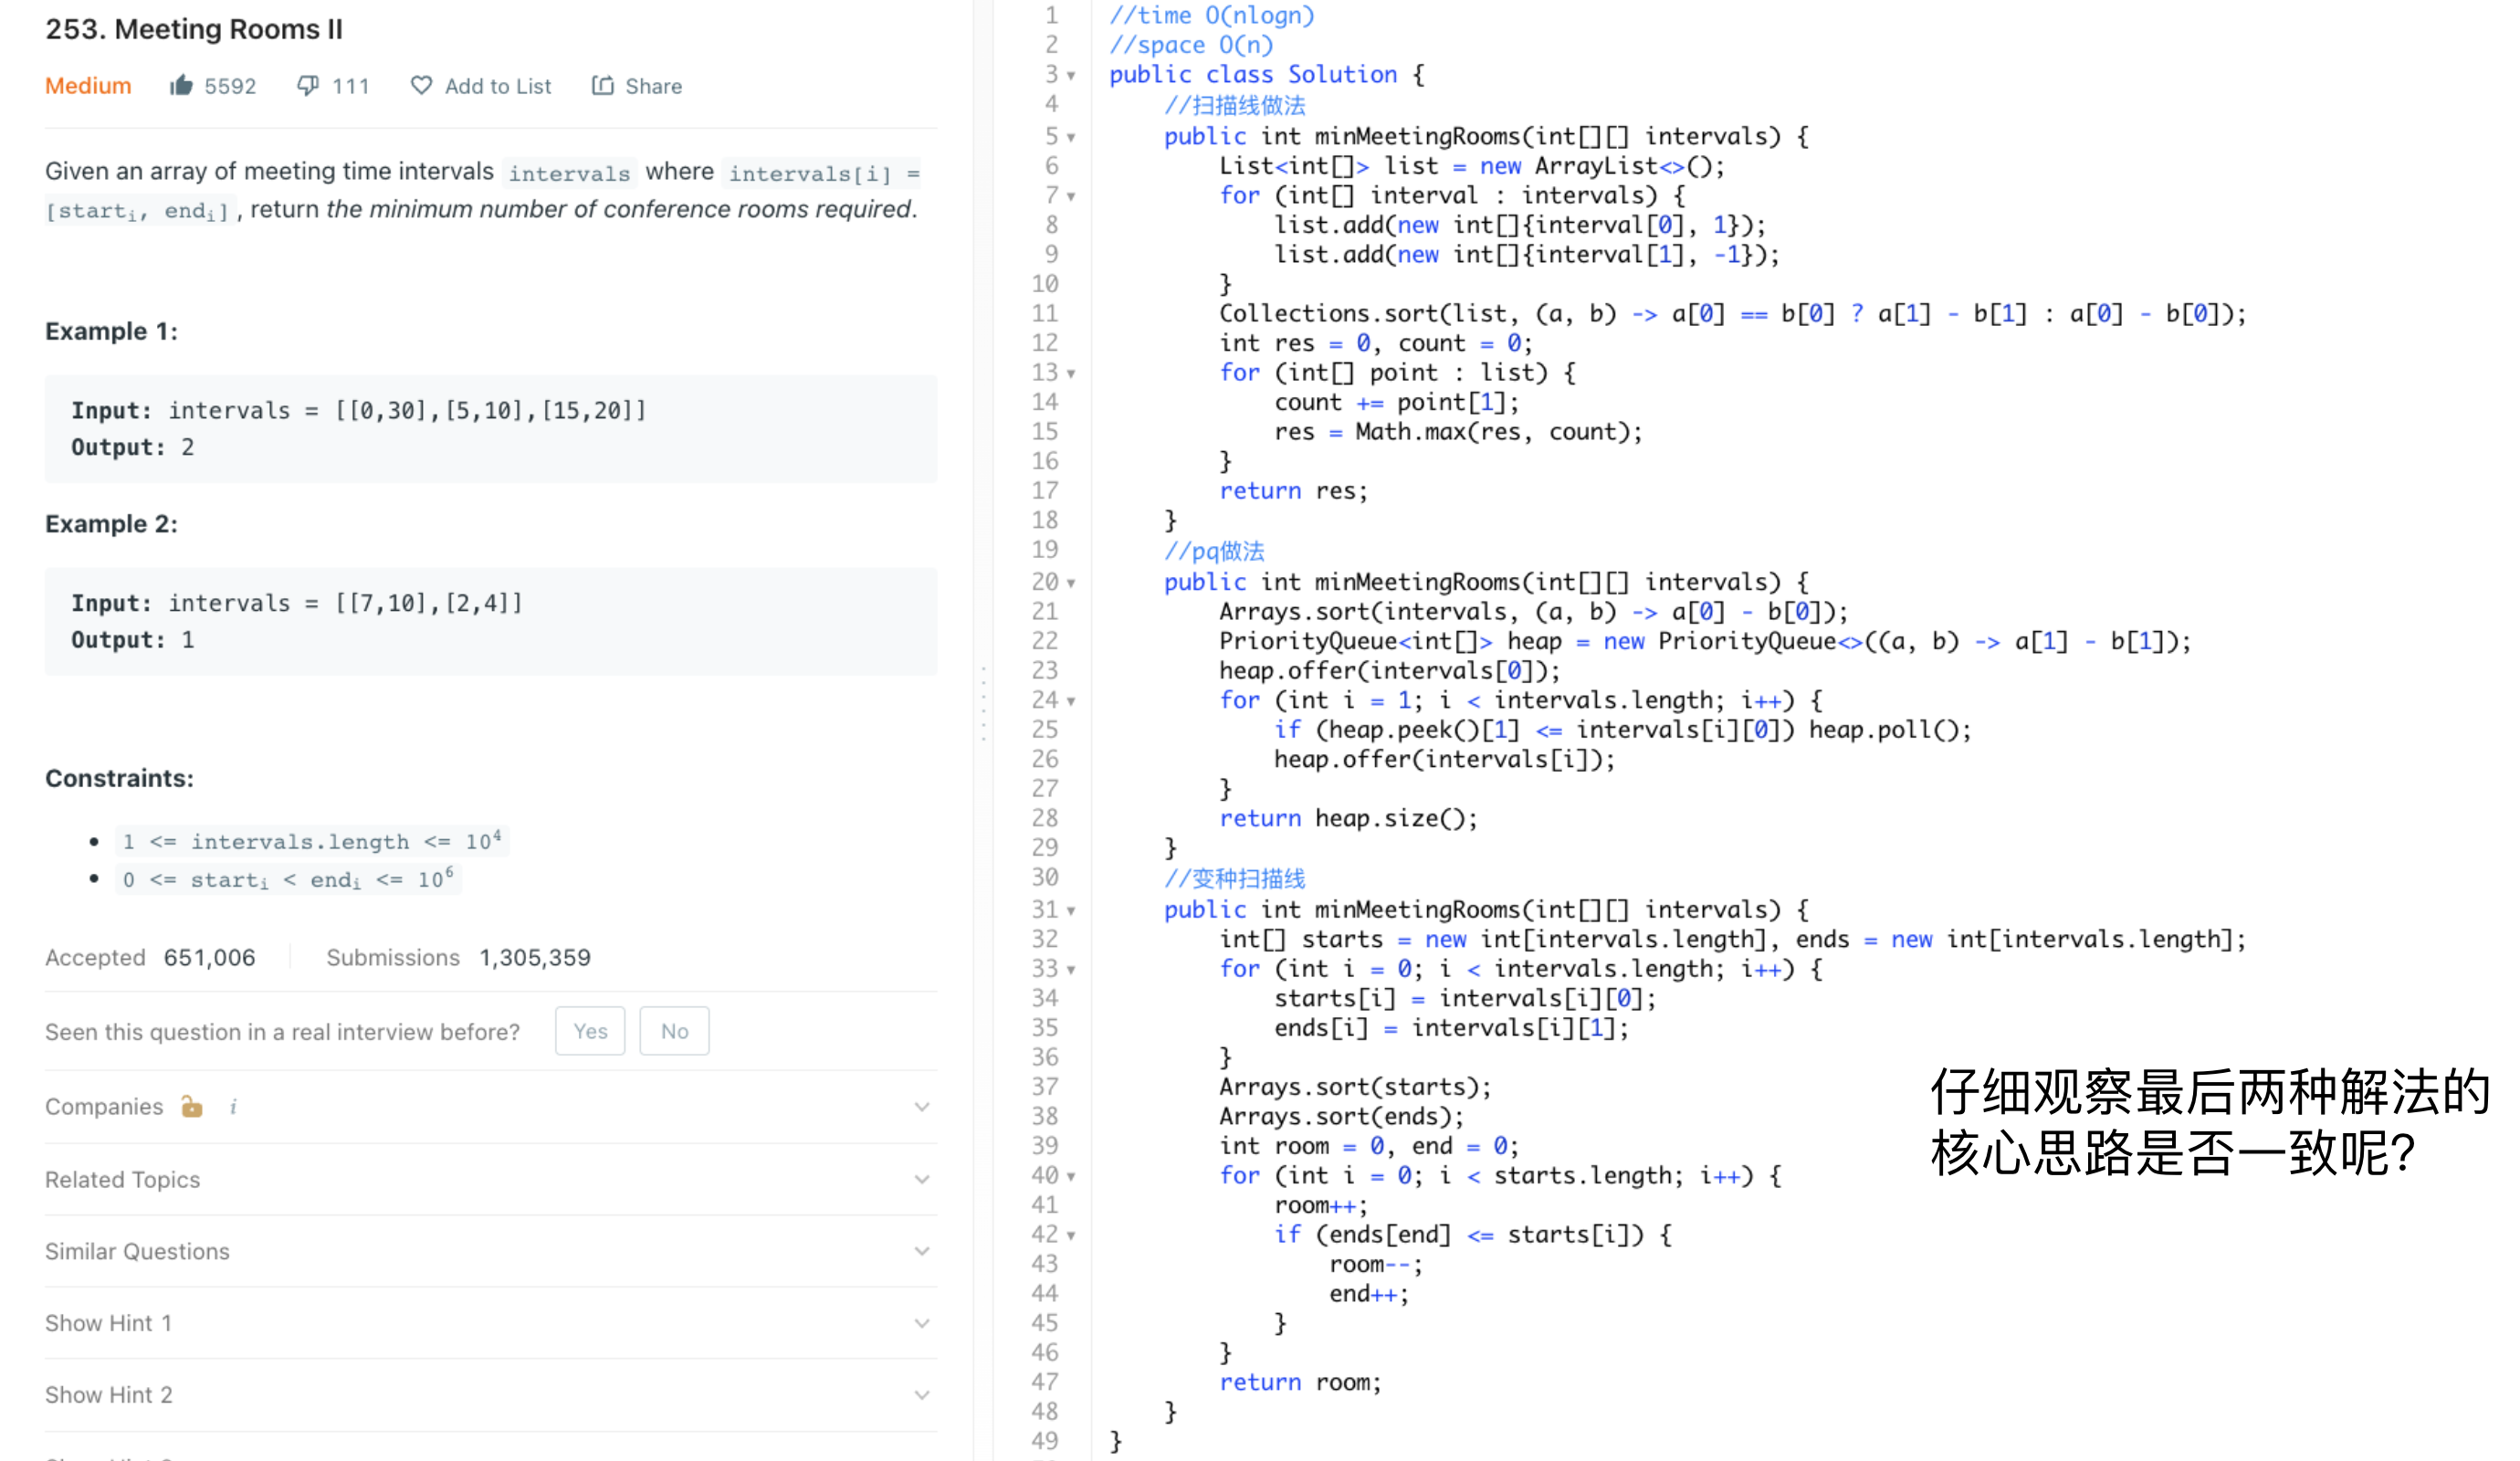 253. Meeting Rooms II
Medium 5592 111 Add to List Share
Given an array of meeting time intervals intervals where intervals[i] =
[starti, endi], return the minimum number of conference rooms required.
Example 1:
Input: intervals = [[0,30],[5,10],[15,20]]
Output: 2
Example 2:
Input: intervals = [[7,10],[2,4]]
Output: 1
Constraints:
• 1 <= intervals.length <= 10⁴
• 0 <= starti < endi <= 10⁶
Accepted 651,006 Submissions 1,305,359
Seen this question in a real interview before? Yes No
Companies i
Related Topics
Similar Questions
Show Hint 1
Show Hint 2
1 //time O(nlogn)
2 //space O(n)
3 public class Solution {
4 //扫描线做法
5 public int minMeetingRooms(int[][] intervals) {
6 List<int[]> list = new ArrayList<>();
7 for (int[] interval : intervals) {
8 list.add(new int[]{interval[0], 1});
9 list.add(new int[]{interval[1], -1});
10 }
11 Collections.sort(list, (a, b) -> a[0] == b[0] ? a[1] - b[1] : a[0] - b[0]);
12 int res = 0, count = 0;
13 for (int[] point : list) {
14 count += point[1];
15 res = Math.max(res, count);
16 }
17 return res;
18 }
19 //pq做法
20 public int minMeetingRooms(int[][] intervals) {
21 Arrays.sort(intervals, (a, b) -> a[0] - b[0]);
22 PriorityQueue<int[]> heap = new PriorityQueue<>((a, b) -> a[1] - b[1]);
23 heap.offer(intervals[0]);
24 for (int i = 1; i < intervals.length; i++) {
25 if (heap.peek()[1] <= intervals[i][0]) heap.poll();
26 heap.offer(intervals[i]);
27 }
28 return heap.size();
29 }
30 //变种扫描线
31 public int minMeetingRooms(int[][] intervals) {
32 int[] starts = new int[intervals.length], ends = new int[intervals.length];
33 for (int i = 0; i < intervals.length; i++) {
34 starts[i] = intervals[i][0];
35 ends[i] = intervals[i][1];
36 }
37 Arrays.sort(starts);
38 Arrays.sort(ends);
39 int room = 0, end = 0;
40 for (int i = 0; i < starts.length; i++) {
41 room++;
42 if (ends[end] <= starts[i]) {
43 room--;
44 end++;
45 }
46 }
47 return room;
48 }
49 }
仔细观察最后两种解法的
核心思路是否一致呢?